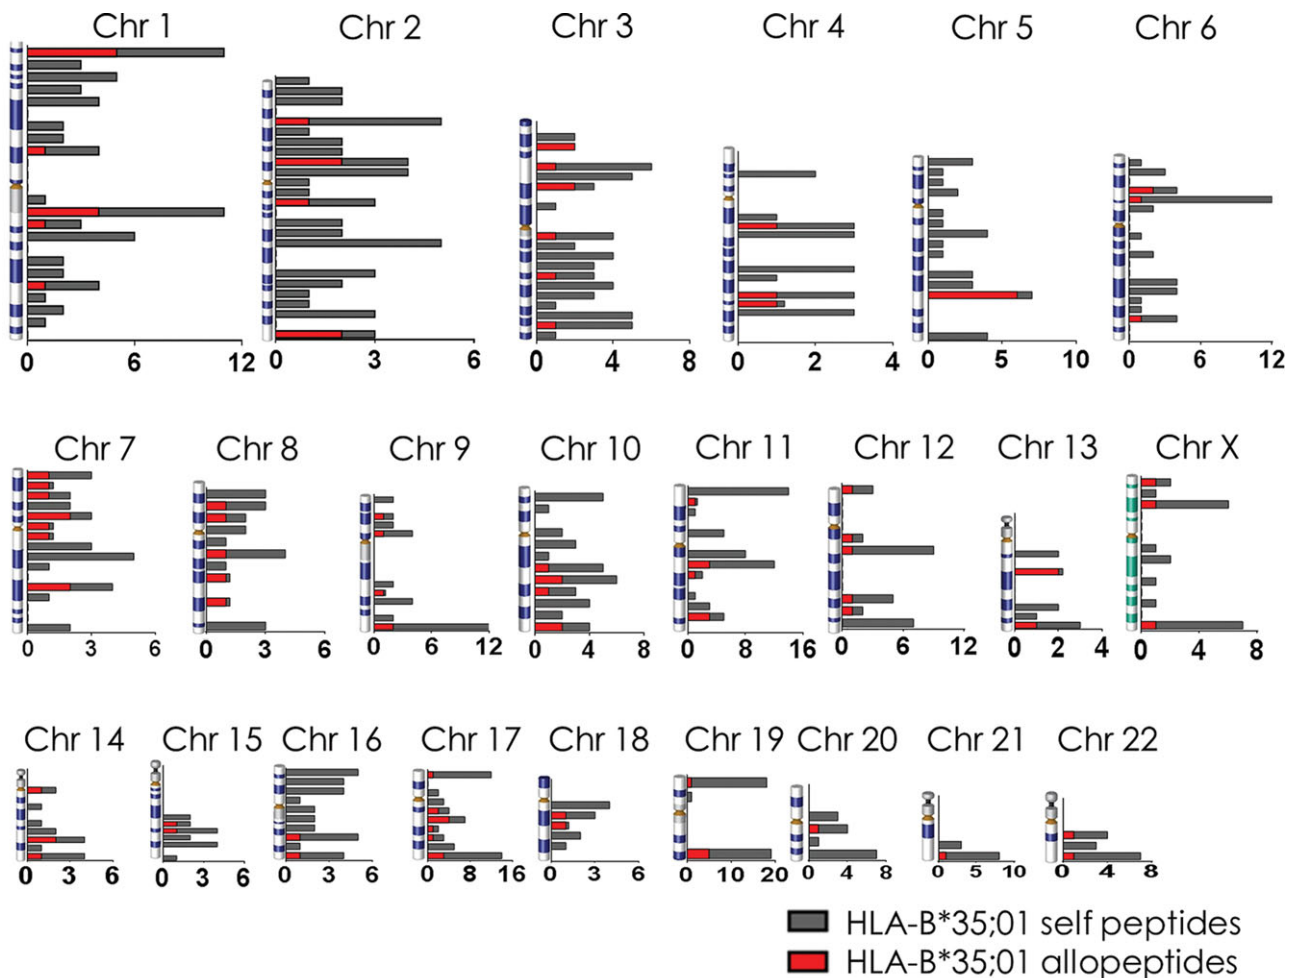 Chr 1 Chr 2 Chr 3 Chr 4 Chr 5 Chr 6
0 6 12 0 3 6 0 4 8 0 2 4 0 5 10 0 6 12
Chr 7 Chr 8 Chr 9 Chr 10 Chr 11 Chr 12 Chr 13 Chr X
0 3 6 0 3 6 0 6 12 0 4 8 0 8 16 0 6 12 0 2 4 0 4 8
Chr 14 Chr 15 Chr 16 Chr 17 Chr 18 Chr 19 Chr 20 Chr 21 Chr 22
0 3 6 0 3 6 0 3 6 0 8 16 0 3 6 0 10 20 0 4 8 0 5 10 0 4 8
HLA-B*35;01 self peptides
HLA-B*35;01 allopeptides